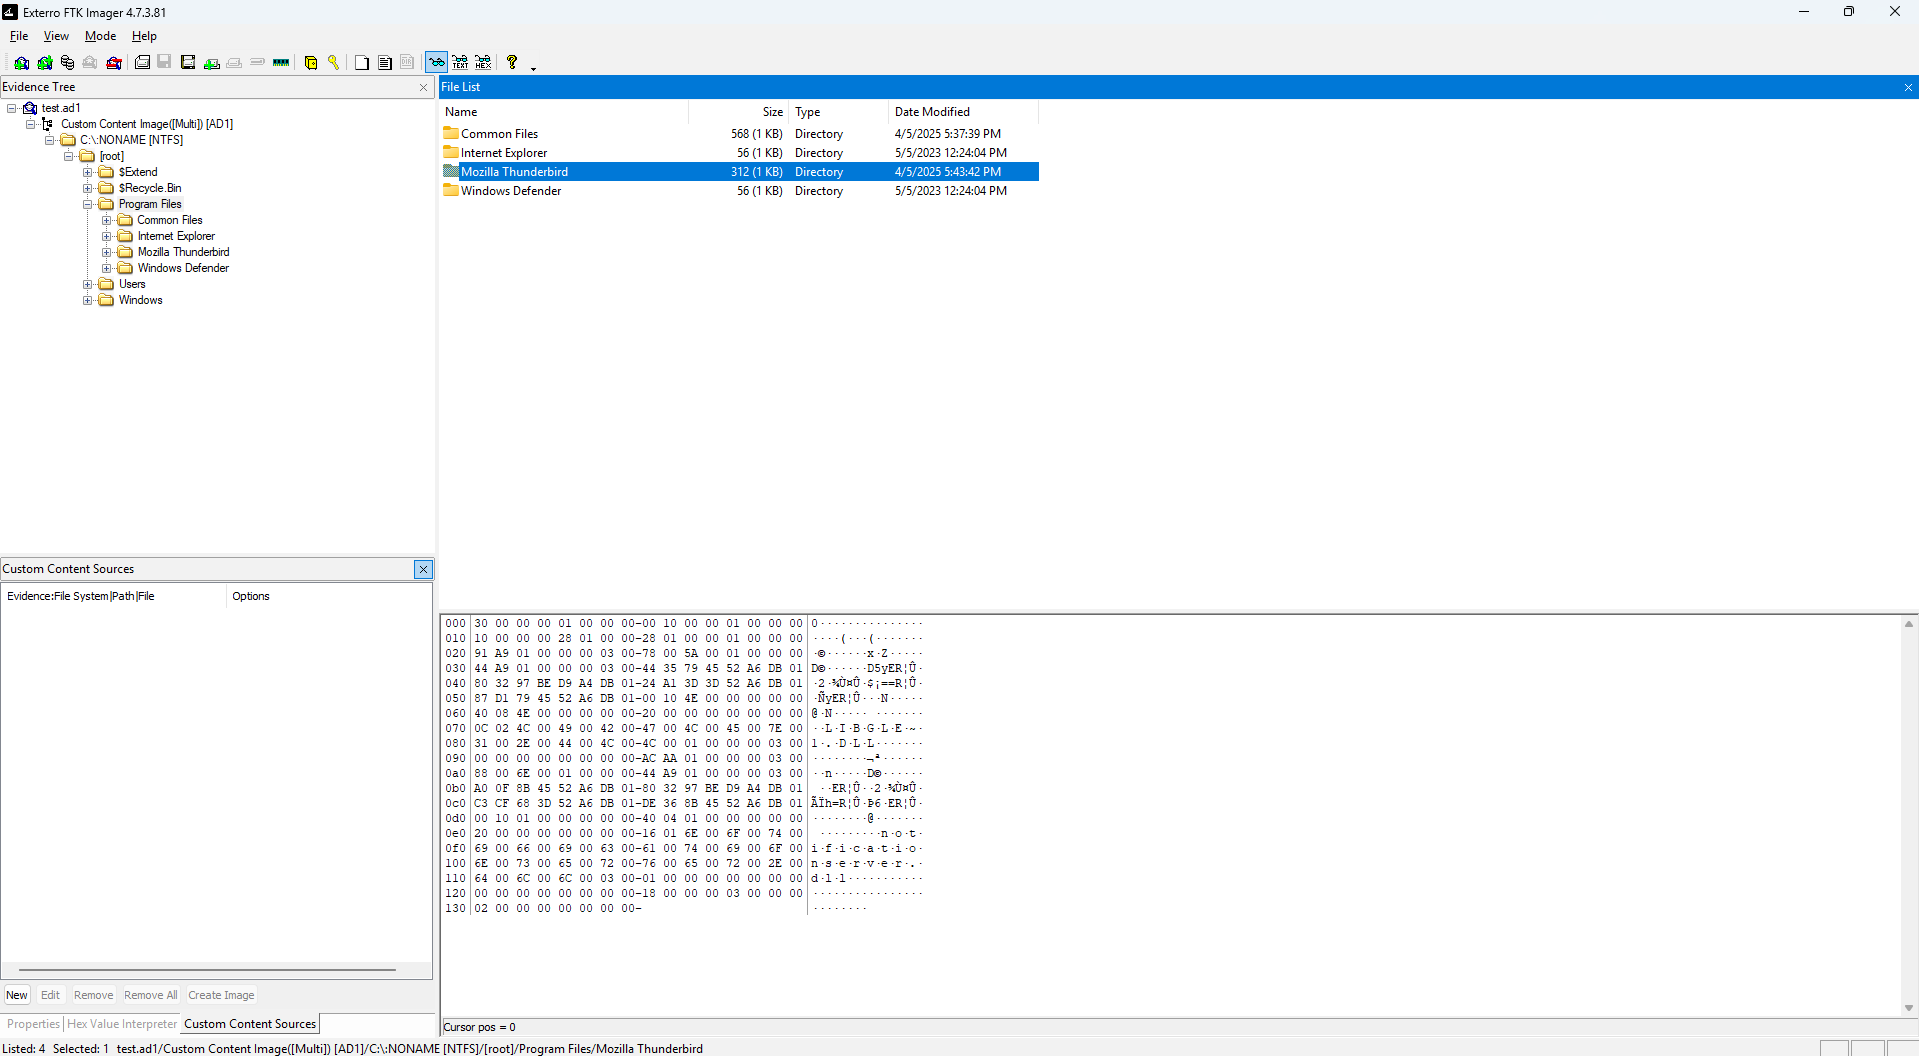 Exterro FTK Imager 4.7.3.81
File View Mode Help
Evidence Tree
test.ad1
Custom Content Image([Multi]) [AD1]
C:\:NONAME [NTFS]
[root]
$Extend
$Recycle.Bin
Program Files
Common Files
Internet Explorer
Mozilla Thunderbird
Windows Defender
Users
Windows
File List
Name Size Type Date Modified
Common Files 568 (1 KB) Directory 4/5/2025 5:37:39 PM
Internet Explorer 56 (1 KB) Directory 5/5/2023 12:24:04 PM
Mozilla Thunderbird 312 (1 KB) Directory 4/5/2025 5:43:42 PM
Windows Defender 56 (1 KB) Directory 5/5/2023 12:24:04 PM
Custom Content Sources
Evidence:File System|Path|File Options
New Edit Remove Remove All Create Image
Properties Hex Value Interpreter Custom Content Sources
000 30 00 00 00 01 00 00 00-00 10 00 00 01 00 00 00 0···············
010 10 00 00 00 28 01 00 00-28 01 00 00 01 00 00 00 ····(···(·······
020 91 A9 01 00 00 00 03 00-78 00 5A 00 01 00 00 00 ·©······x·Z·····
030 44 A9 01 00 00 00 03 00-44 35 79 45 52 A6 DB 01 D©······D5yER¦Û·
040 80 32 97 BE D9 A4 DB 01-24 A1 3D 3D 52 A6 DB 01 ·2·¾Ù¤Û·$¡==R¦Û·
050 87 D1 79 45 52 A6 DB 01-00 10 4E 00 00 00 00 00 ·ÑyER¦Û···N·····
060 40 08 4E 00 00 00 00 00-20 00 00 00 00 00 00 00 @·N····· ·······
070 0C 02 4C 00 49 00 42 00-47 00 4C 00 45 00 7E 00 ··L·I·B·G·L·E·~·
080 31 00 2E 00 44 00 4C 00-4C 00 01 00 00 00 03 00 1·.·D·L·L·······
090 00 00 00 00 00 00 00 00-AC AA 01 00 00 00 03 00 ········¬ª······
0a0 88 00 6E 00 01 00 00 00-44 A9 01 00 00 00 03 00 ··n·····D©······
0b0 A0 0F 8B 45 52 A6 DB 01-80 32 97 BE D9 A4 DB 01 ··ER¦Û··2·¾Ù¤Û·
0c0 C3 CF 68 3D 52 A6 DB 01-DE 36 8B 45 52 A6 DB 01 ÃÏh=R¦Û·Þ6·ER¦Û·
0d0 00 10 01 00 00 00 00 00-40 04 01 00 00 00 00 00 ········@·······
0e0 20 00 00 00 00 00 00 00-16 01 6E 00 6F 00 74 00 ·········n·o·t·
0f0 69 00 66 00 69 00 63 00-61 00 74 00 69 00 6F 00 i·f·i·c·a·t·i·o·
100 6E 00 73 00 65 00 72 00-76 00 65 00 72 00 2E 00 n·s·e·r·v·e·r·.·
110 64 00 6C 00 6C 00 03 00-01 00 00 00 00 00 00 00 d·l·l···········
120 00 00 00 00 00 00 00 00-18 00 00 00 03 00 00 00 ················
130 02 00 00 00 00 00 00 00- ········
Cursor pos = 0
Listed: 4 Selected: 1 test.ad1/Custom Content Image([Multi]) [AD1]/C:\:NONAME [NTFS]/[root]/Program Files/Mozilla Thunderbird